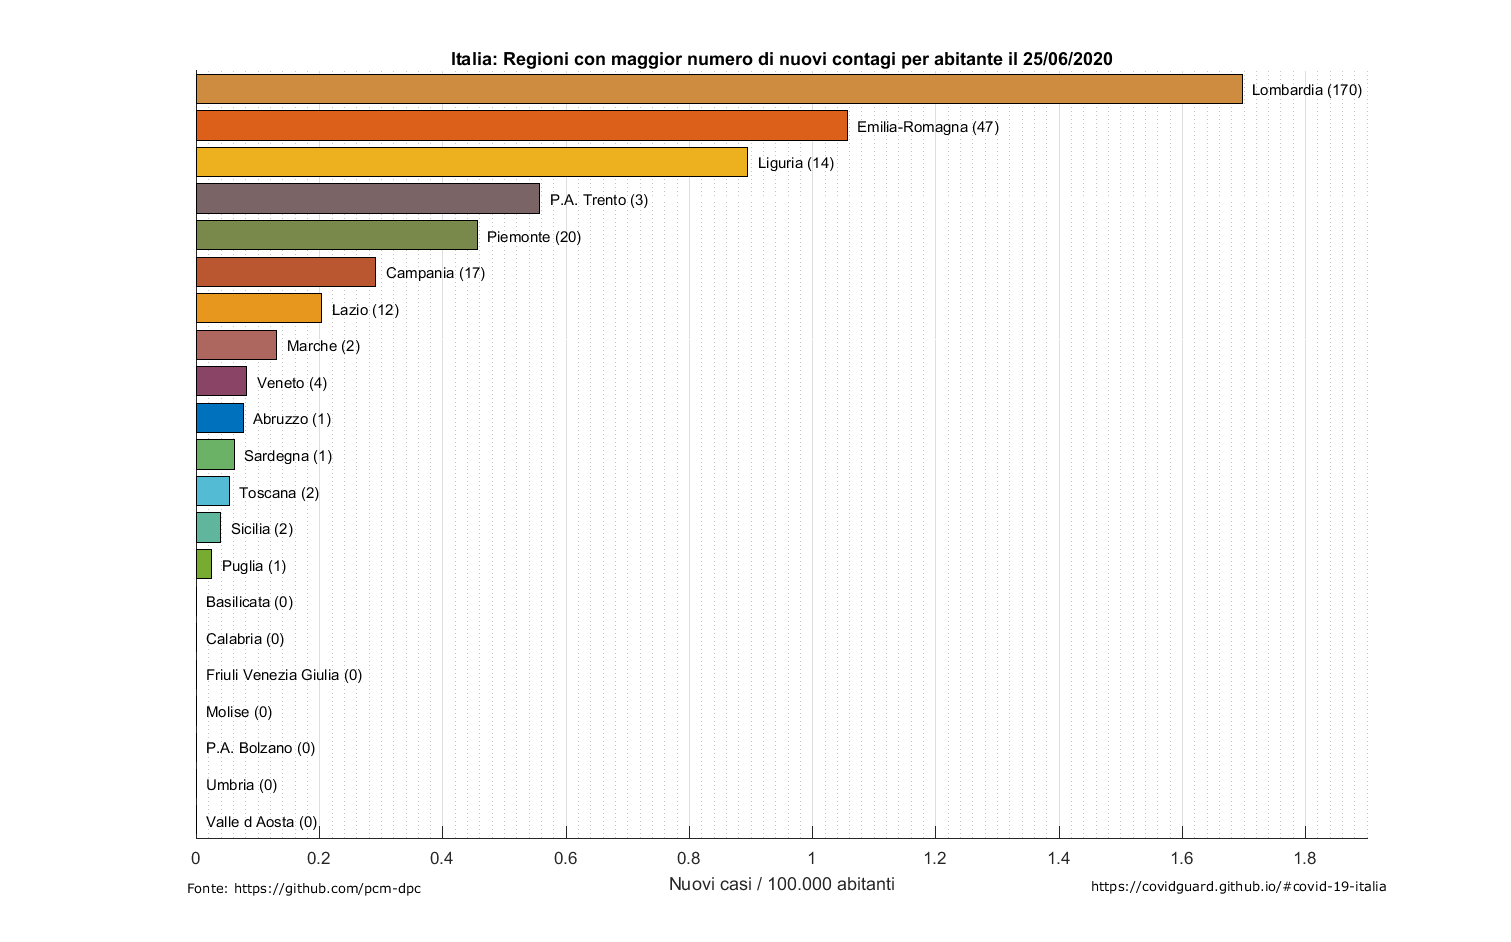 Italia: Regioni con maggior numero di nuovi contagi per abitante il 25/06/2020
Lombardia (170)
Emilia-Romagna (47)
Liguria (14)
P.A. Trento (3)
Piemonte (20)
Campania (17)
Lazio (12)
Marche (2)
Veneto (4)
Abruzzo (1)
Sardegna (1)
Toscana (2)
Sicilia (2)
Puglia (1)
Basilicata (0)
Calabria (0)
Friuli Venezia Giulia (0)
Molise (0)
P.A. Bolzano (0)
Umbria (0)
Valle d Aosta (0)
0 0.2 0.4 0.6 0.8 1 1.2 1.4 1.6 1.8
Nuovi casi / 100.000 abitanti
Fonte: https://github.com/pcm-dpc
https://covidguard.github.io/#covid-19-italia